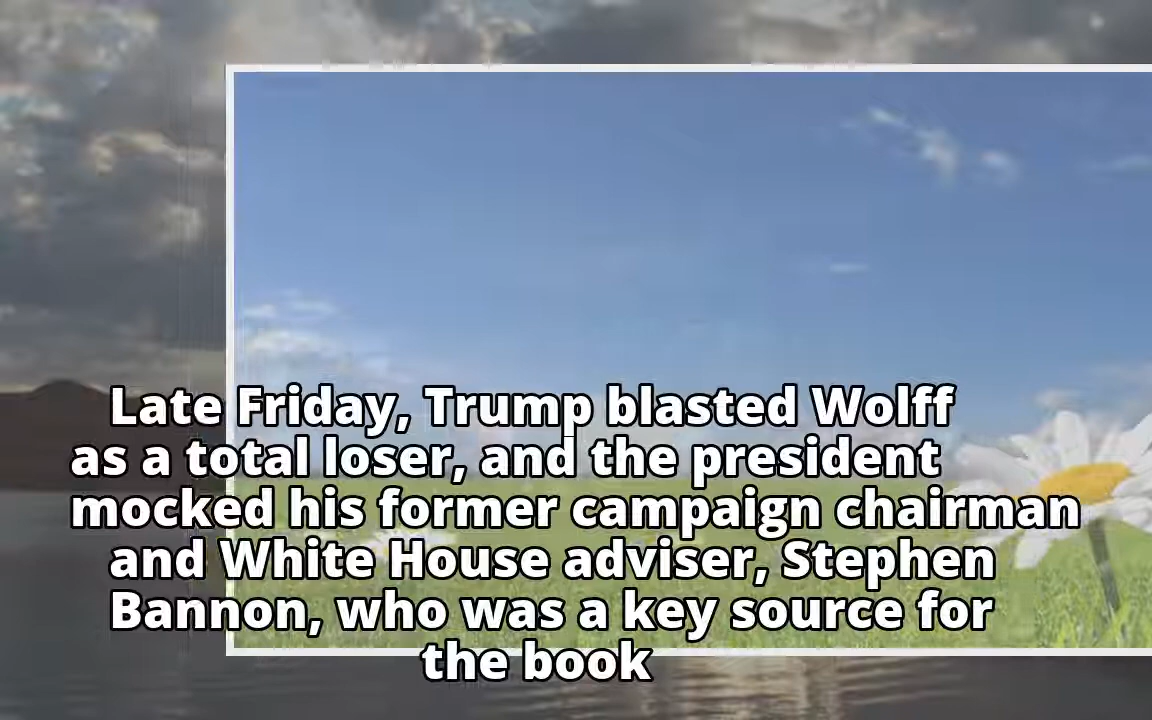 Late Friday, Trump blasted Wolff
as a total loser, and the president
mocked his former campaign chairman
and White House adviser, Stephen
Bannon, who was a key source for
the book